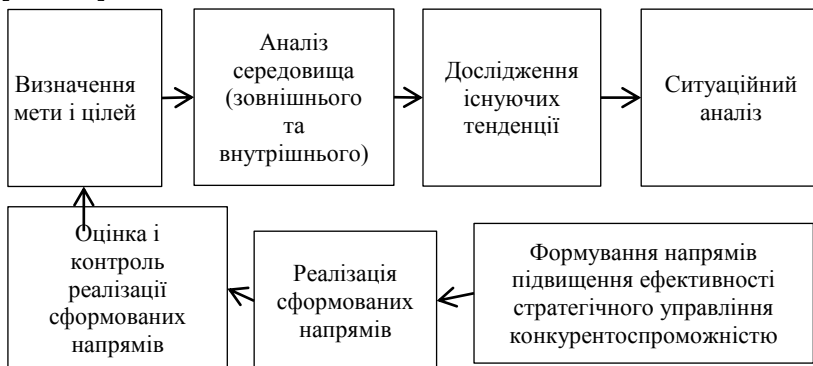 Визначення
мети і цілей
Аналіз
середовища
(зовнішнього
та
внутрішнього)
Дослідження
існуючих
тенденції
Ситуаційний
аналіз
Оцінка і
контроль
реалізації
сформованих
напрямів
Реалізація
сформованих
напрямів
Формування напрямів
підвищення ефективності
стратегічного управління
конкурентоспроможністю